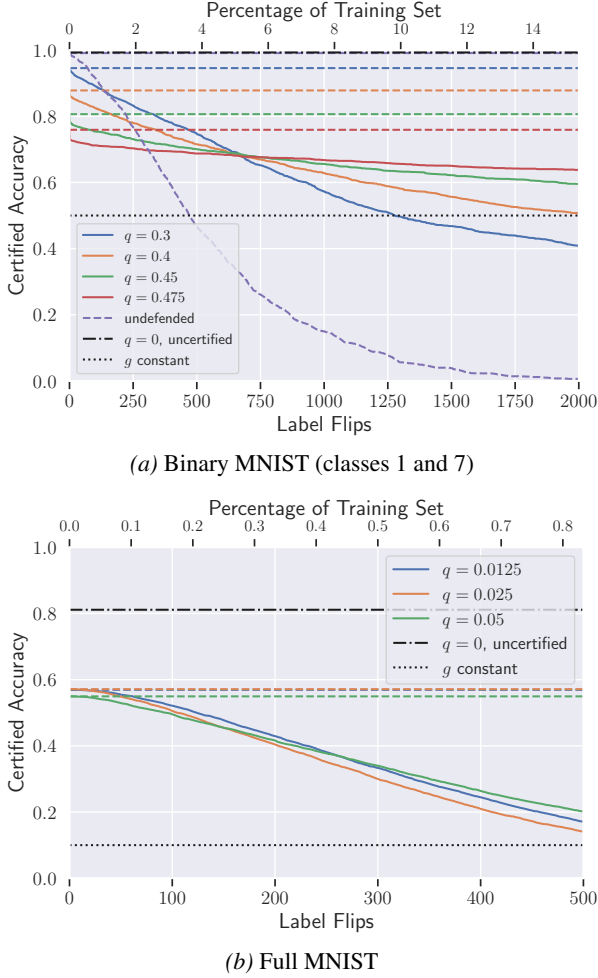 Percentage of Training Set
0 2 4 6 8 10 12 14
1.0
0.8
0.6
0.4
0.2
0.0
Certified Accuracy
q = 0.3
q = 0.4
q = 0.45
q = 0.475
undefended
q = 0, uncertified
g constant
0 250 500 750 1000 1250 1500 1750 2000
Label Flips
(a) Binary MNIST (classes 1 and 7)
Percentage of Training Set
0.0 0.1 0.2 0.3 0.4 0.5 0.6 0.7 0.8
1.0
0.8
0.6
0.4
0.2
0.0
Certified Accuracy
q = 0.0125
q = 0.025
q = 0.05
q = 0, uncertified
g constant
0 100 200 300 400 500
Label Flips
(b) Full MNIST